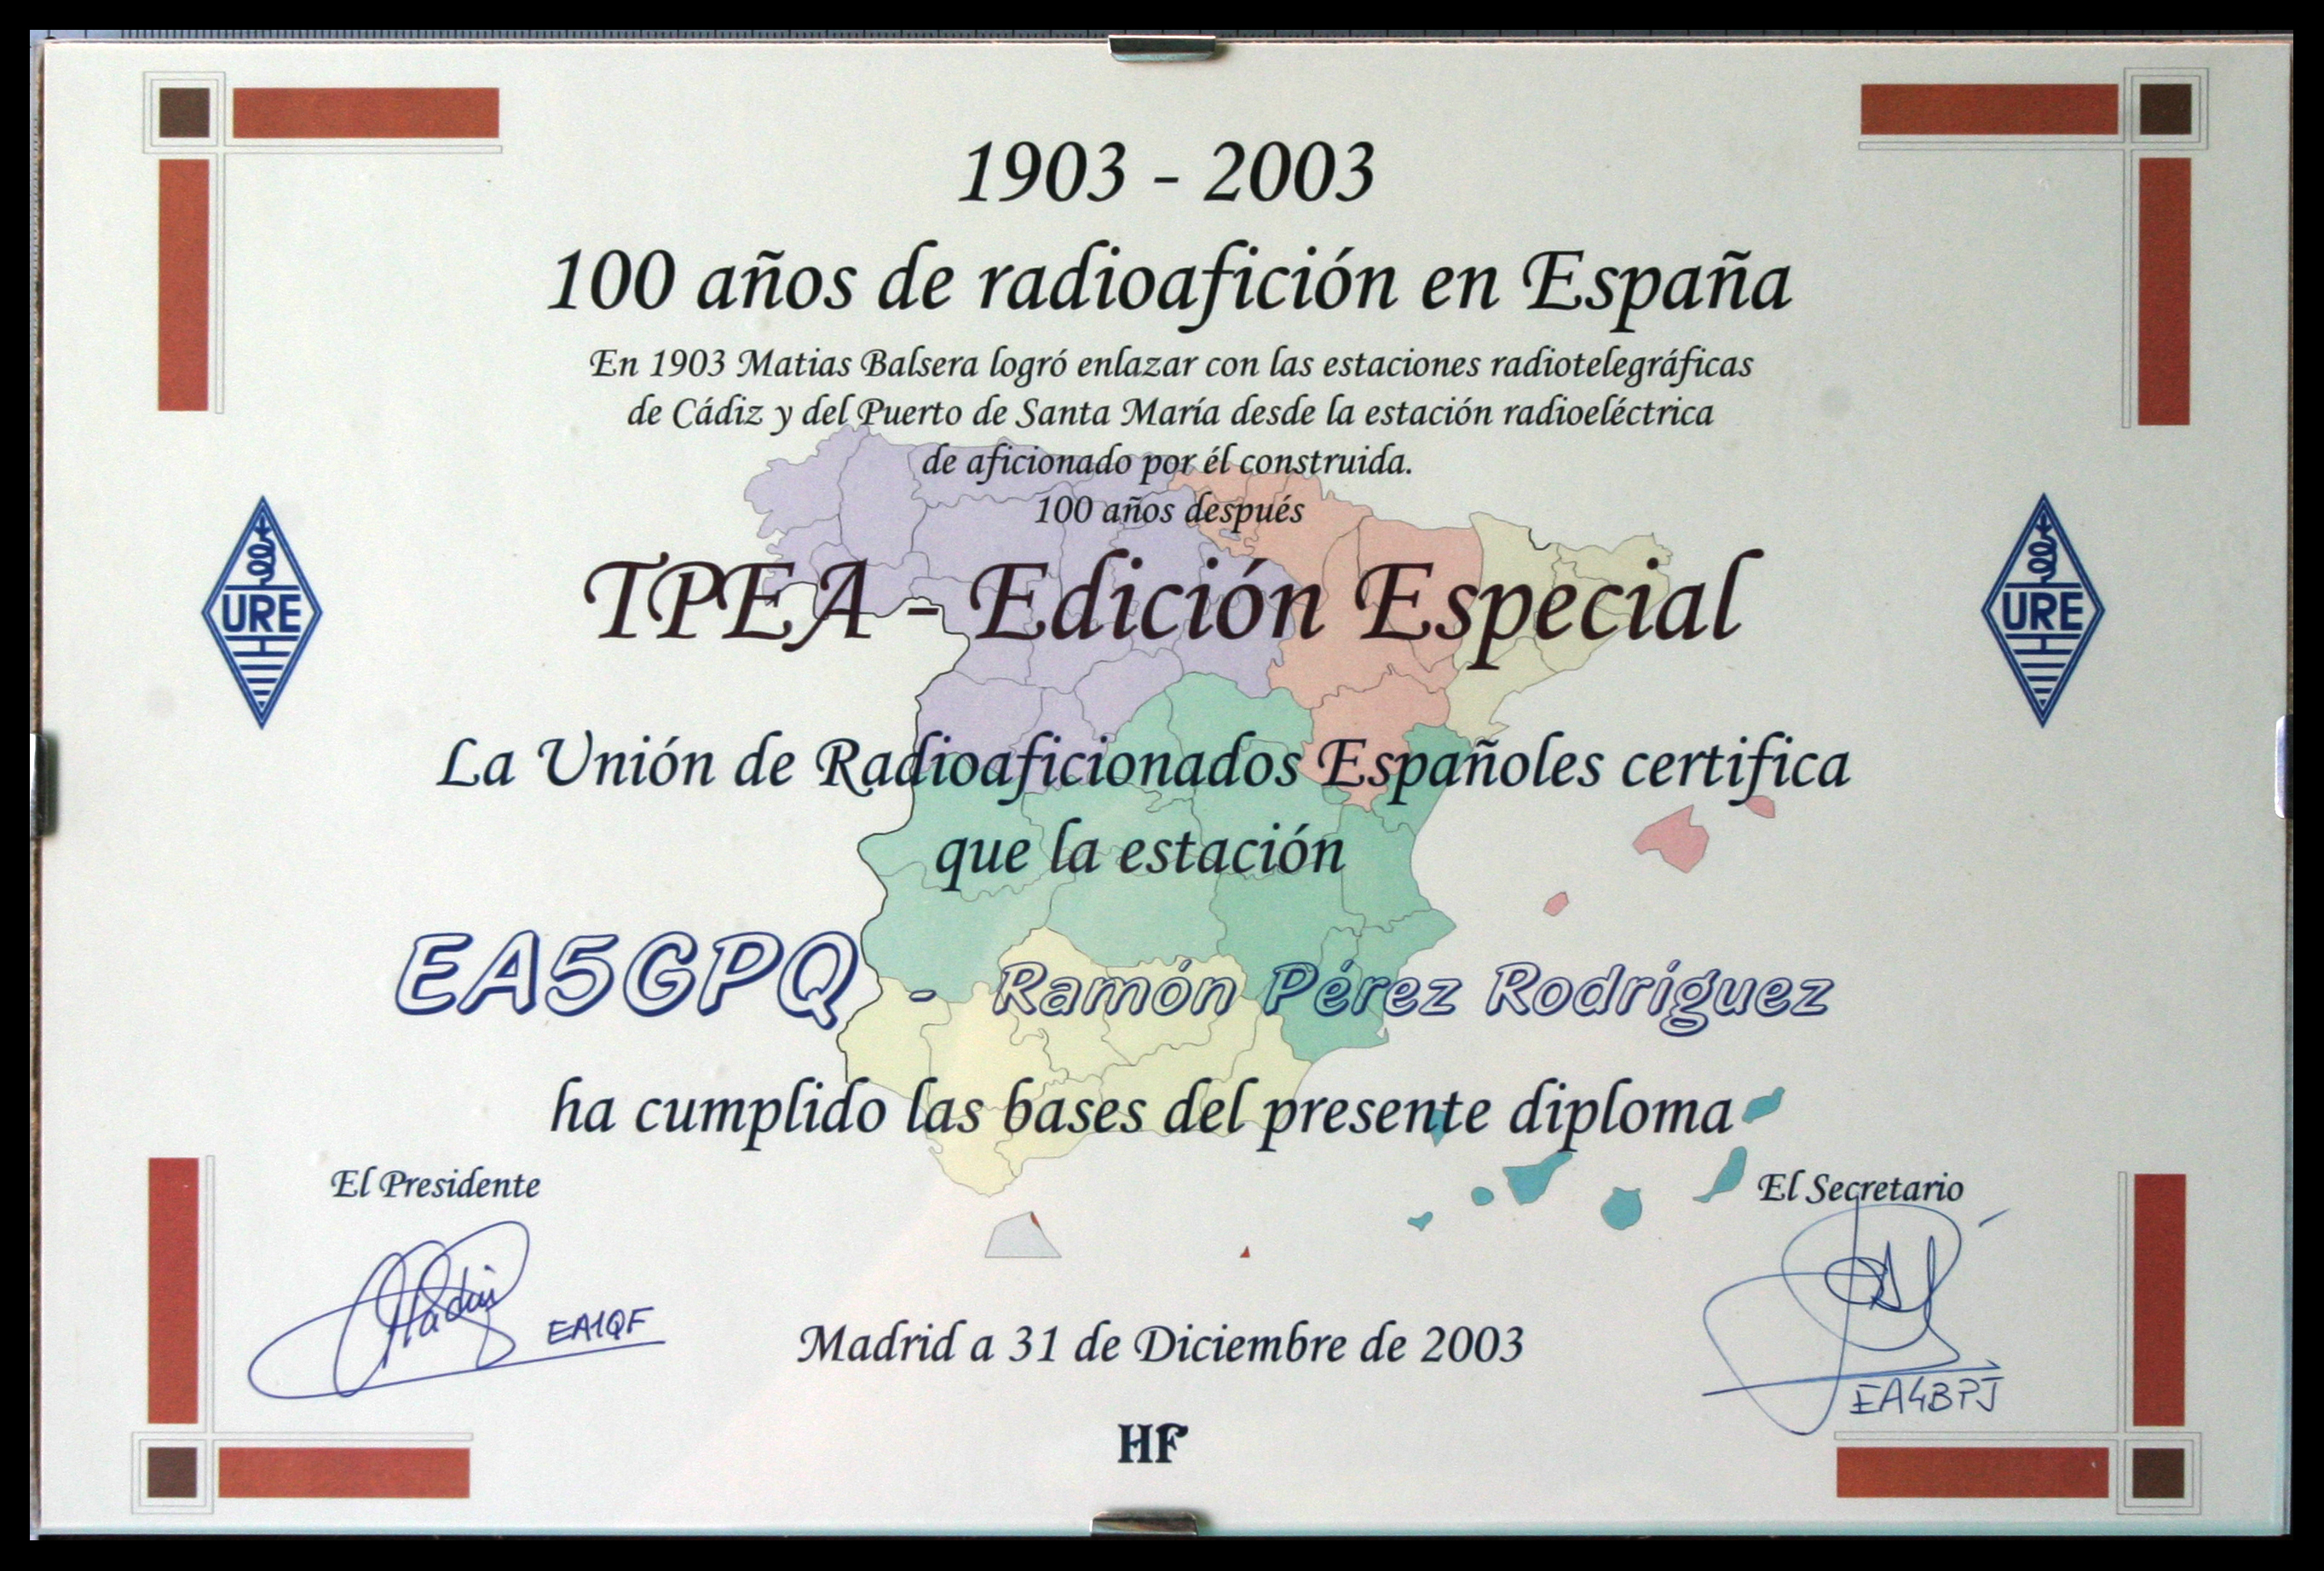 1903 - 2003
100 años de radioafición en España
En 1903 Matias Balsera logró enlazar con las estaciones radiotelegráficas
de Cádiz y del Puerto de Santa María desde la estación radioeléctrica
de aficionado por él construida.
100 años después
TPEA - Edición Especial
URE
URE
La Unión de Radioaficionados Españoles certifica
que la estación
EA5GPQ - Ramón Pérez Rodríguez
ha cumplido las bases del presente diploma
El Presidente
El Secretario
EA1QF
Madrid a 31 de Diciembre de 2003
EA4BPJ
HF